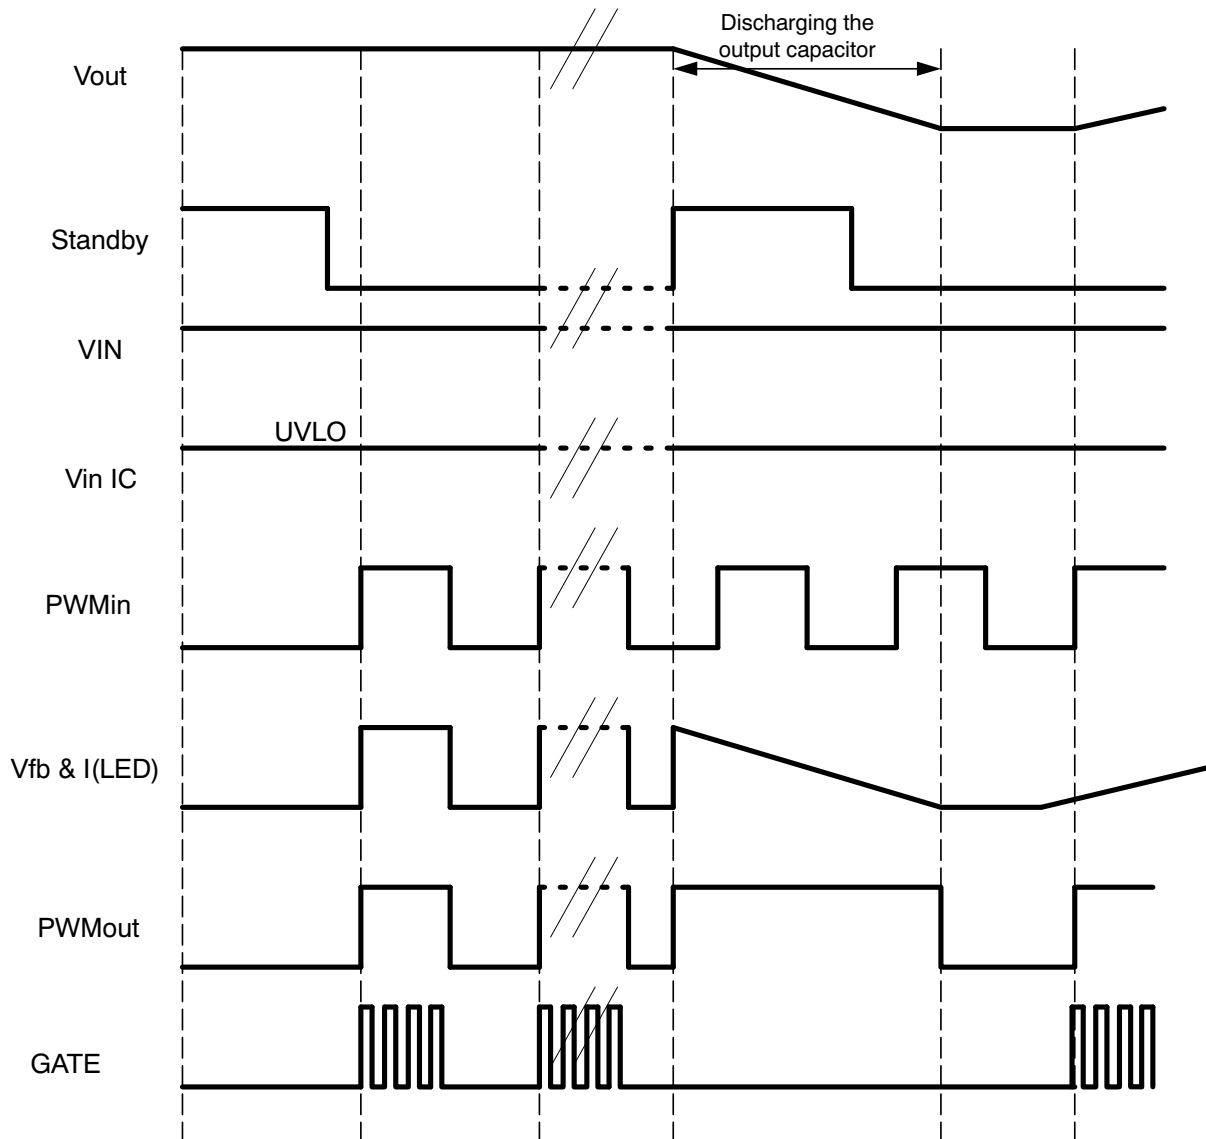 Discharging the
output capacitor
Vout
Standby
VIN
UVLO
Vin IC
PWMin
Vfb & I(LED)
PWMout
GATE